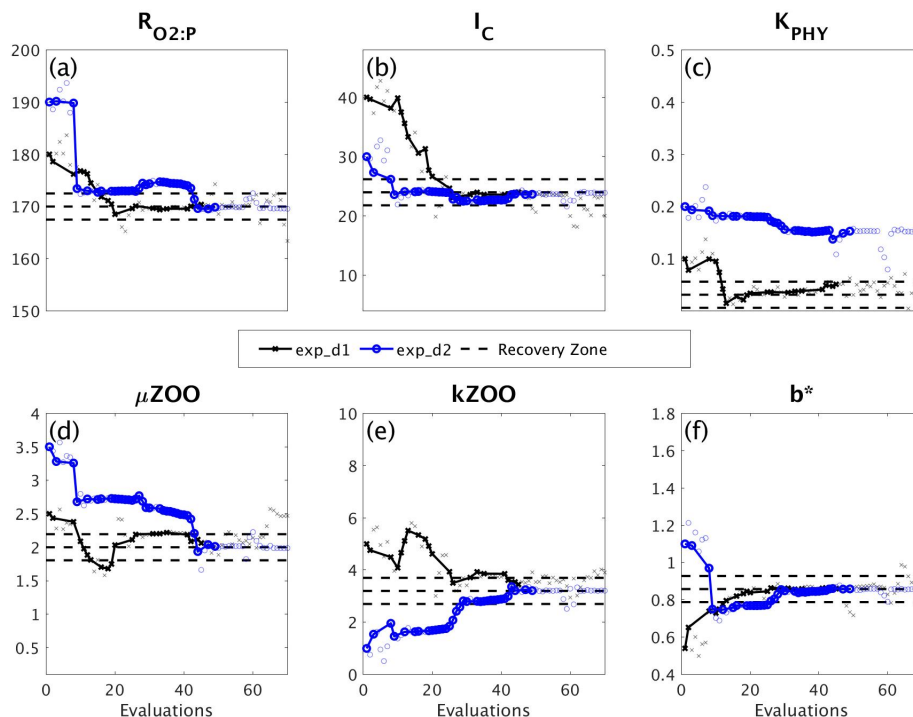 R_O2:P I_C K_PHY
(a) (b) (c)
200 190 180 170 160 150
40 30 20 10
0.5 0.4 0.3 0.2 0.1
exp_d1 exp_d2 Recovery Zone
μZOO kZOO b*
(d) (e) (f)
4 3.5 3 2.5 2 1.5 1 0.5
10 8 6 4 2 0
1.8 1.6 1.4 1.2 1 0.8 0.6 0.4
0 20 40 60 0 20 40 60 0 20 40 60
Evaluations Evaluations Evaluations